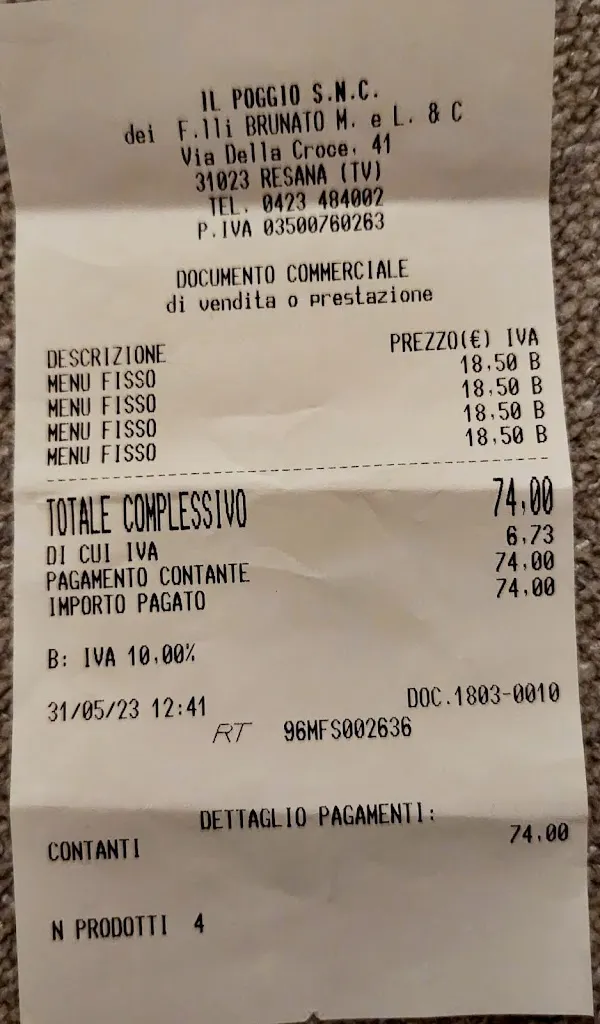 IL POGGIO S.N.C.
dei F.lli BRUNATO M. e L. & C
Via Della Croce, 41
31023 RESANA (TV)
TEL. 0423 484002
P.IVA 03500760263
DOCUMENTO COMMERCIALE
di vendita o prestazione
DESCRIZIONE PREZZO(€) IVA
MENU FISSO 18,50 B
MENU FISSO 18,50 B
MENU FISSO 18,50 B
MENU FISSO 18,50 B
TOTALE COMPLESSIVO 74,00
DI CUI IVA 6,73
PAGAMENTO CONTANTE 74,00
IMPORTO PAGATO 74,00
B: IVA 10,00%
31/05/23 12:41 DOC.1803-0010
RT 96MFS002636
DETTAGLIO PAGAMENTI:
CONTANTI 74,00
N PRODOTTI 4